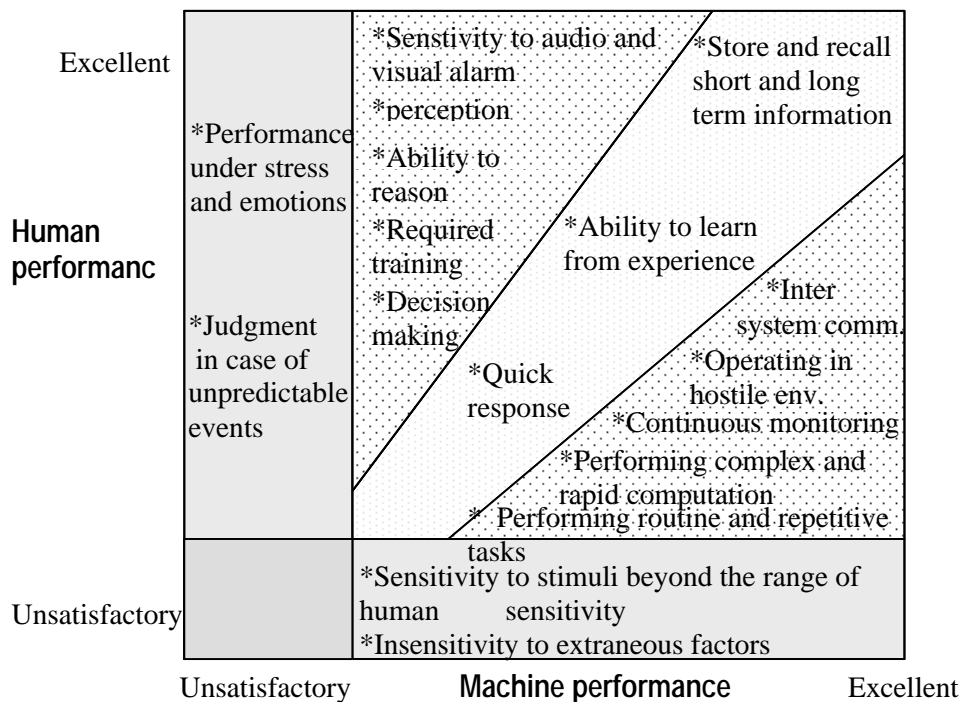 Excellent
Human
performanc
Unsatisfactory
*Performance
under stress
and emotions
*Judgment
in case of
unpredictable
events
*Senstivity to audio and
visual alarm
*perception
*Ability to
reason
*Required
training
*Decision
making
*Store and recall
short and long
term information
*Ability to learn
from experience
*Quick
response
*Inter
system comm.
*Operating in
hostile env.
*Continuous monitoring
*Performing complex and
rapid computation
* Performing routine and repetitive
tasks
*Sensitivity to stimuli beyond the range of
human sensitivity
*Insensitivity to extraneous factors
Unsatisfactory
Machine performance
Excellent